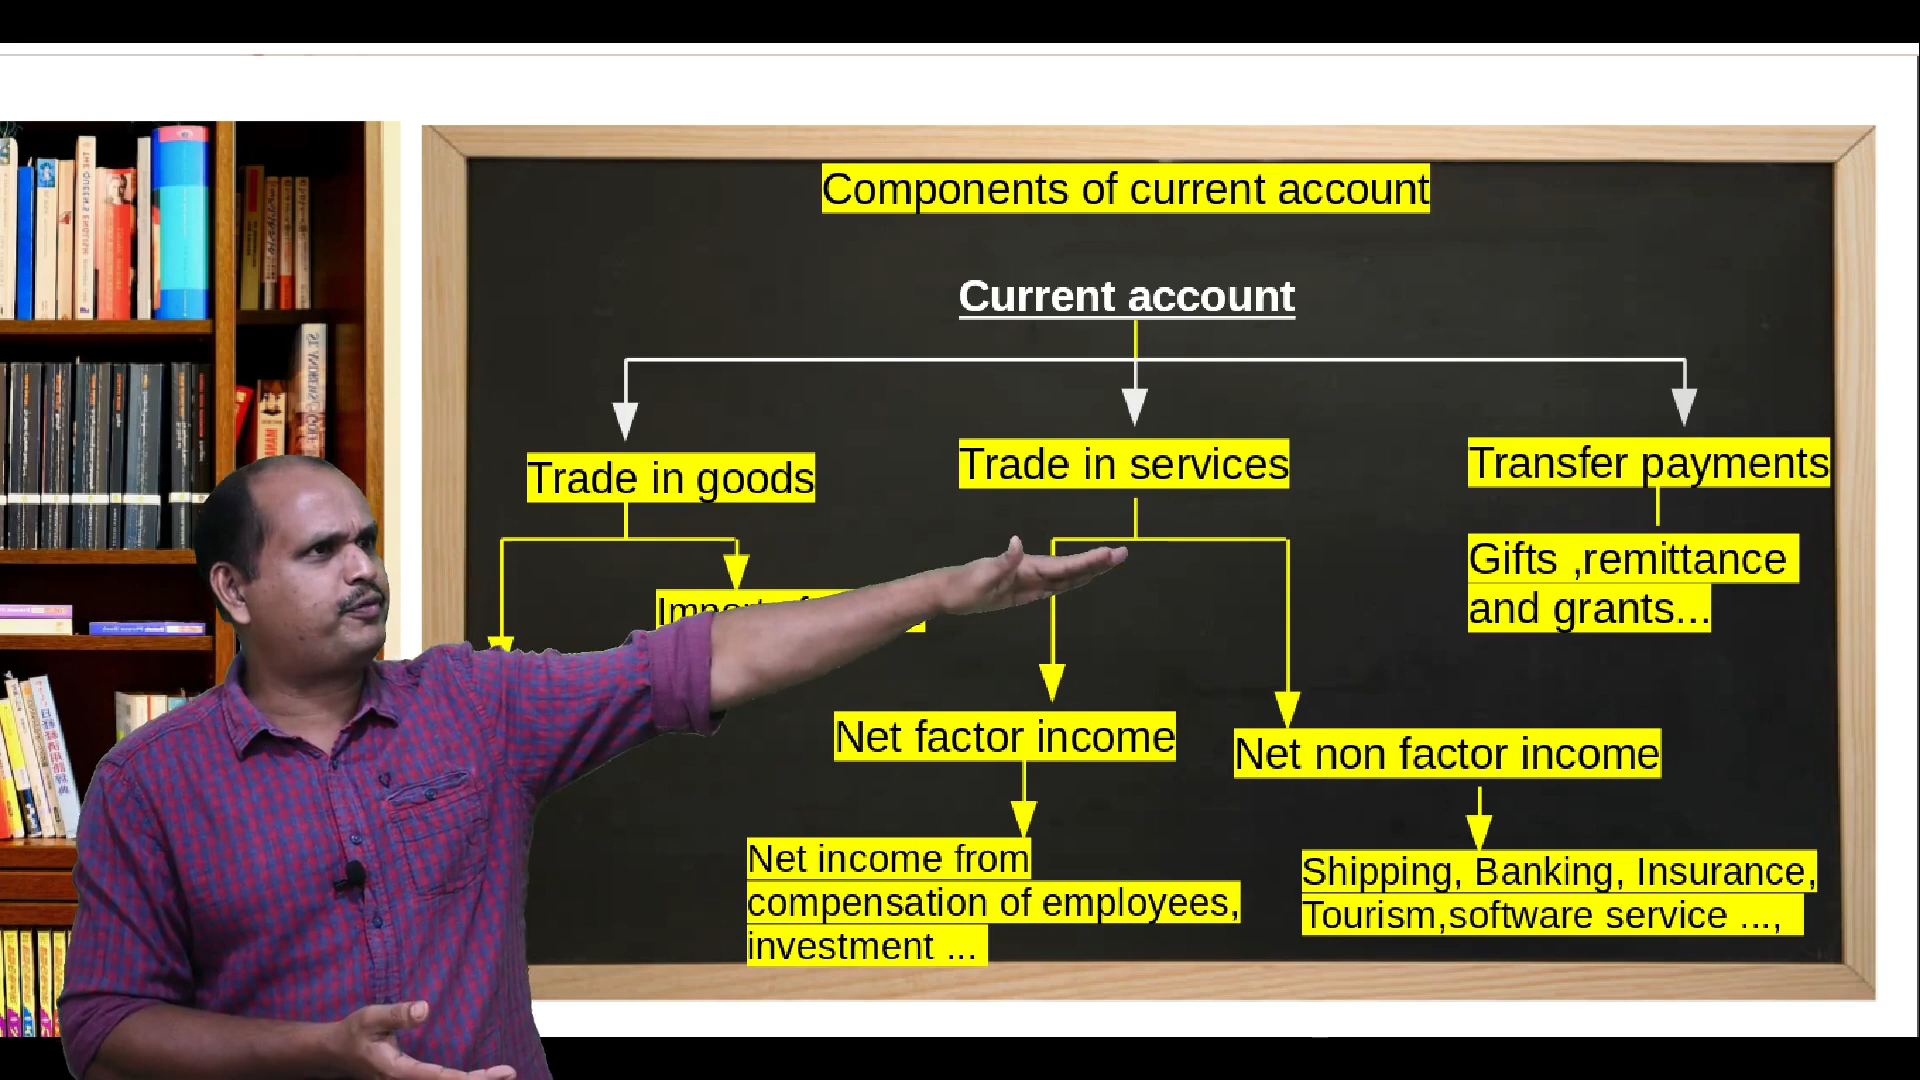 Components of current account
Current account
Trade in goods
Trade in services
Transfer payments
Gifts ,remittance
and grants...
Net factor income
Net non factor income
Net income from
compensation of employees,
investment ...
Shipping, Banking, Insurance,
Tourism,software service ...,